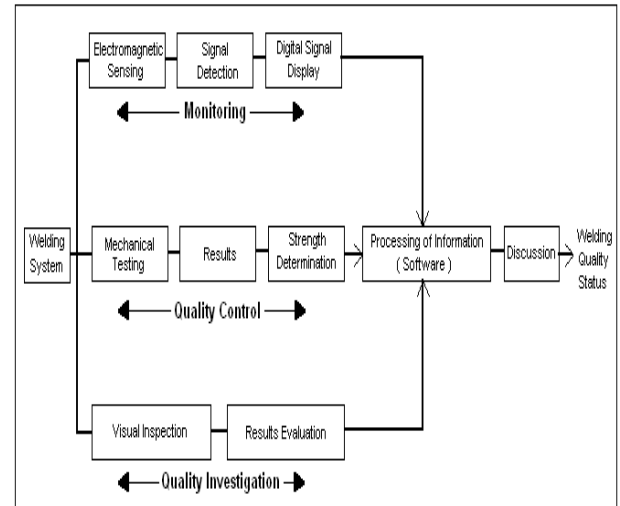 Electromagnetic
Sensing
Signal
Detection
Digital Signal
Display
Monitoring
Welding
System
Mechanical
Testing
Results
Strength
Determination
Processing of Information
( Software )
Discussion
Welding
Quality
Status
Quality Control
Visual Inspection
Results Evaluation
Quality Investigation